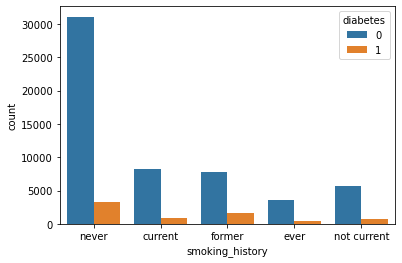 diabetes
0
1
30000
25000
20000
15000
10000
5000
0
count
never current former ever not current
smoking_history